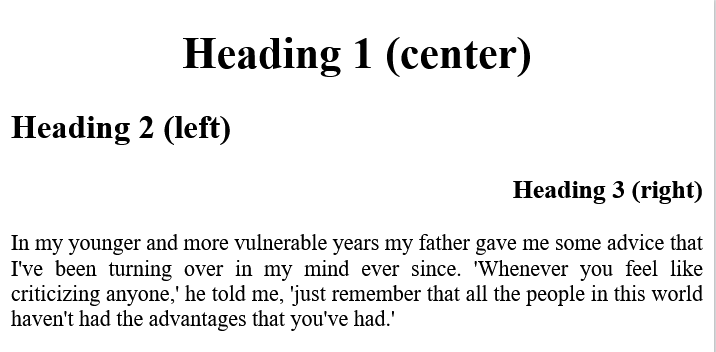 Heading 1 (center)
Heading 2 (left)
Heading 3 (right)
In my younger and more vulnerable years my father gave me some advice that
I've been turning over in my mind ever since. 'Whenever you feel like
criticizing anyone,' he told me, 'just remember that all the people in this world
haven't had the advantages that you've had.'